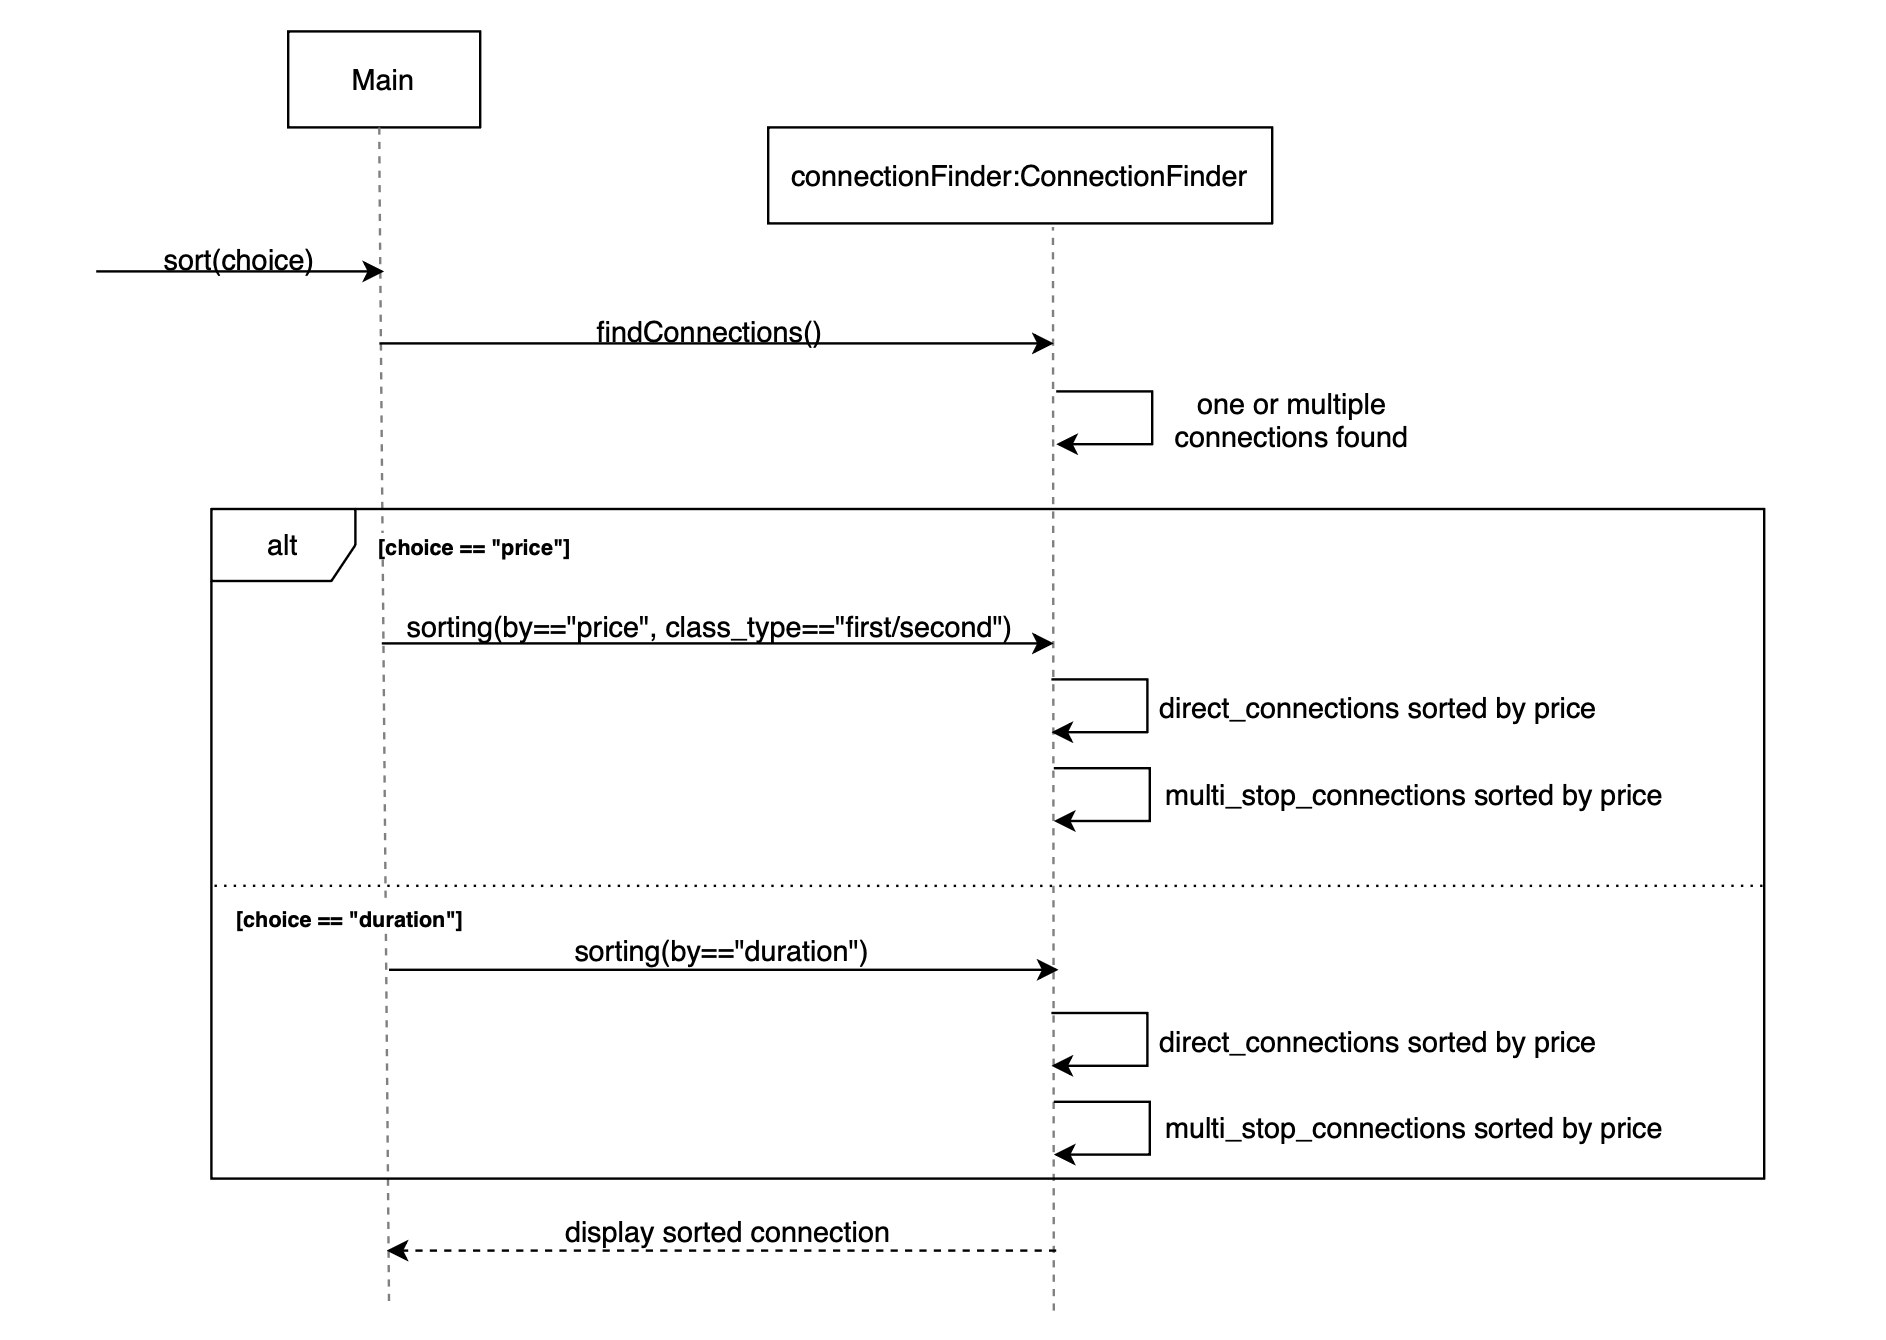 Main
connectionFinder:ConnectionFinder
sort(choice)
findConnections()
one or multiple
connections found
alt
[choice == "price"]
sorting(by=="price", class_type=="first/second")
direct_connections sorted by price
multi_stop_connections sorted by price
[choice == "duration"]
sorting(by=="duration")
direct_connections sorted by price
multi_stop_connections sorted by price
display sorted connection